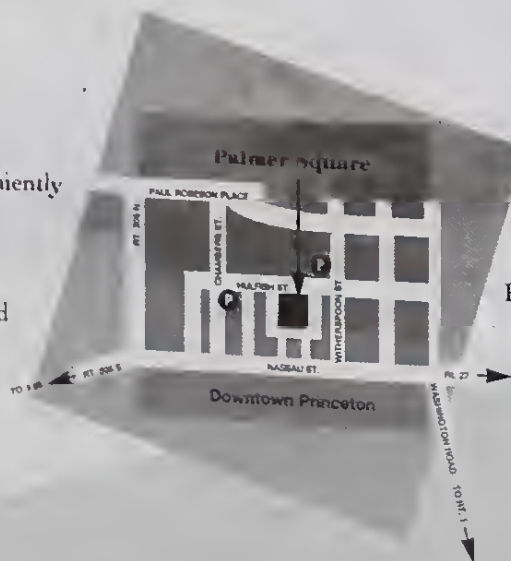 Palmer Square
niently
PAUL ROBESON PLACE
RT. 206 N
CHAMBERS ST.
P
HULFISH ST.
P
WITHERSPOON ST
d
NASSAU ST.
RT. 27
TO
RT. 206 S
Downtown Princeton
WASHINGTON ROAD TO RT. 1